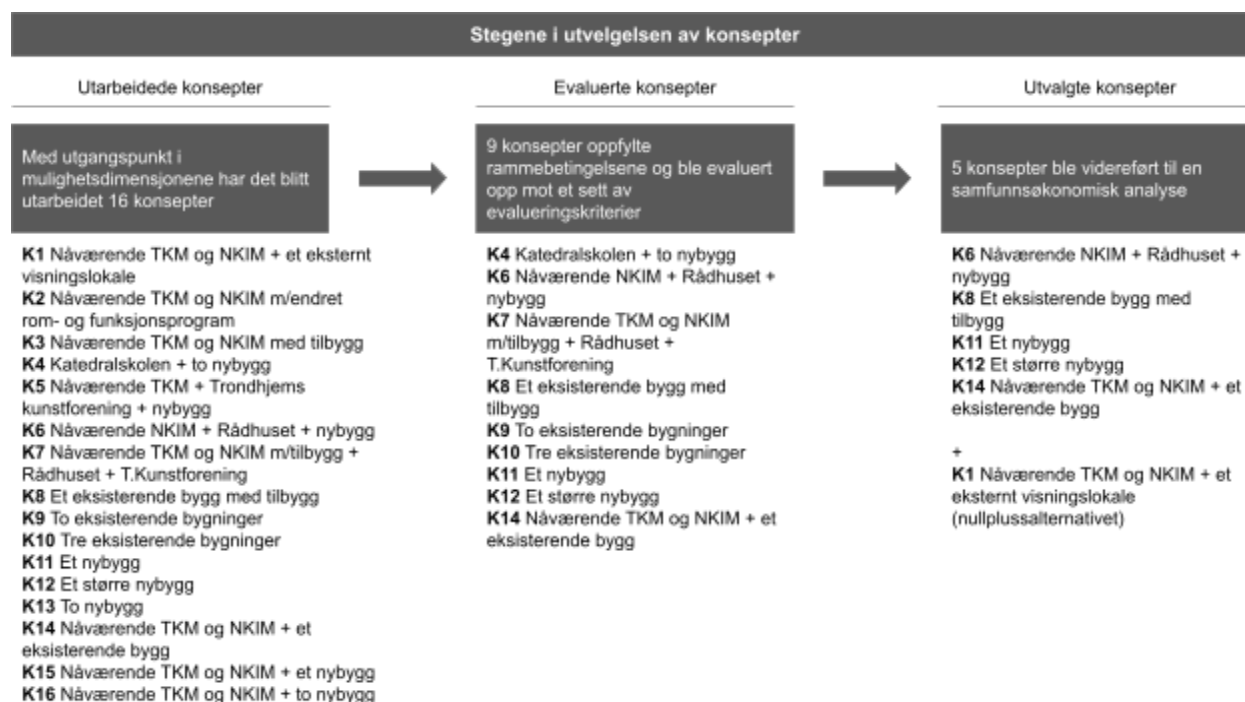 Stegene i utvelgelsen av konsepter
Utarbeidede konsepter
Med utgangspunkt i
mulighetsdimensjonene har det blitt
utarbeidet 16 konsepter
K1 Nåværende TKM og NKIM + et eksternt
visningslokale
K2 Nåværende TKM og NKIM m/endret
rom- og funksjonsprogram
K3 Nåværende TKM og NKIM med tilbygg
K4 Katedralskolen + to nybygg
K5 Nåværende TKM + Trondhjems
kunstforening + nybygg
K6 Nåværende NKIM + Rådhuset + nybygg
K7 Nåværende TKM og NKIM m/tilbygg +
Rådhuset + T.Kunstforening
K8 Et eksisterende bygg med tilbygg
K9 To eksisterende bygninger
K10 Tre eksisterende bygninger
K11 Et nybygg
K12 Et større nybygg
K13 To nybygg
K14 Nåværende TKM og NKIM + et
eksisterende bygg
K15 Nåværende TKM og NKIM + et nybygg
K16 Nåværende TKM og NKIM + to nybygg
Evaluerte konsepter
9 konsepter oppfylte
rammebetingelsene og ble evaluert
opp mot et sett av
evalueringskriterier
K4 Katedralskolen + to nybygg
K6 Nåværende NKIM + Rådhuset +
nybygg
K7 Nåværende TKM og NKIM
m/tilbygg + Rådhuset +
T.Kunstforening
K8 Et eksisterende bygg med
tilbygg
K9 To eksisterende bygninger
K10 Tre eksisterende bygninger
K11 Et nybygg
K12 Et større nybygg
K14 Nåværende TKM og NKIM + et
eksisterende bygg
Utvalgte konsepter
5 konsepter ble videreført til en
samfunnsøkonomisk analyse
K6 Nåværende NKIM + Rådhuset +
nybygg
K8 Et eksisterende bygg med
tilbygg
K11 Et nybygg
K12 Et større nybygg
K14 Nåværende TKM og NKIM + et
eksisterende bygg
+
K1 Nåværende TKM og NKIM + et
eksternt visningslokale
(nullplussalternativet)